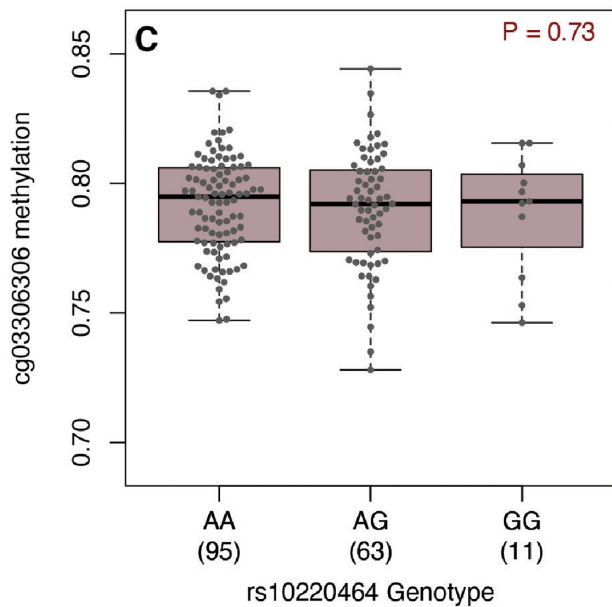 C
P = 0.73
cg03306306 methylation
0.85
0.80
0.75
0.70
AA AG GG
(95) (63) (11)
rs10220464 Genotype